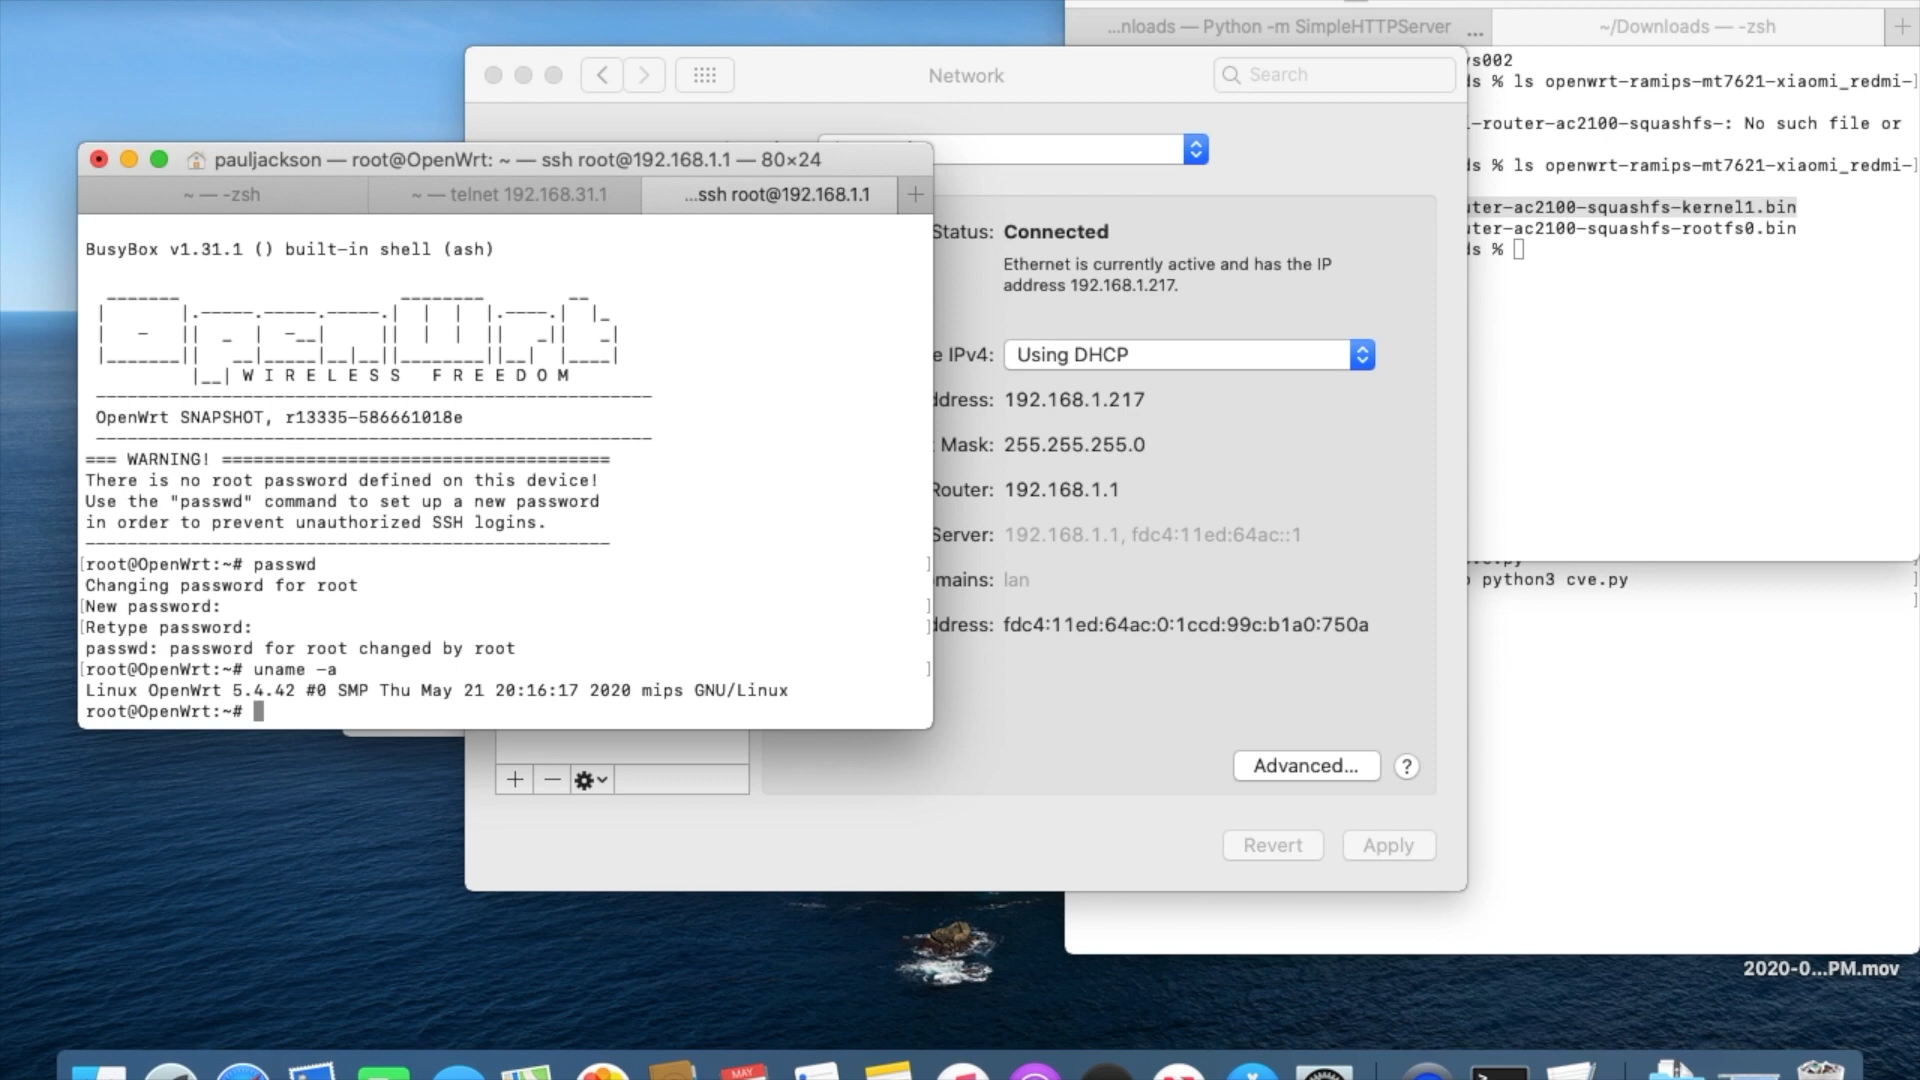 ...nloads — Python -m SimpleHTTPServer ...
~/Downloads — -zsh
+
Network
Search
pauljackson — root@OpenWrt: ~ — ssh root@192.168.1.1 — 80×24
~ — -zsh
~ — telnet 192.168.31.1
...ssh root@192.168.1.1
+
BusyBox v1.31.1 () built-in shell (ash)
W I R E L E S S   F R E E D O M
OpenWrt SNAPSHOT, r13335-586661018e
=== WARNING! =====================================
There is no root password defined on this device!
Use the "passwd" command to set up a new password
in order to prevent unauthorized SSH logins.
[root@OpenWrt:~# passwd ]
Changing password for root
[New password: ]
[Retype password: ]
passwd: password for root changed by root
[root@OpenWrt:~# uname -a ]
Linux OpenWrt 5.4.42 #0 SMP Thu May 21 20:16:17 2020 mips GNU/Linux
root@OpenWrt:~#
Status: Connected
Ethernet is currently active and has the IP
address 192.168.1.217.
e IPv4: Using DHCP
ddress: 192.168.1.217
Mask: 255.255.255.0
Router: 192.168.1.1
Server: 192.168.1.1, fdc4:11ed:64ac::1
mains: lan
ddress: fdc4:11ed:64ac:0:1ccd:99c:b1a0:750a
+ −
Advanced... ?
Revert Apply
ys002
ds % ls openwrt-ramips-mt7621-xiaomi_redmi-]
-router-ac2100-squashfs-: No such file or
ds % ls openwrt-ramips-mt7621-xiaomi_redmi-]
uter-ac2100-squashfs-kernel1.bin
uter-ac2100-squashfs-rootfs0.bin
ds %
python3 cve.py
2020-0...PM.mov
MAY